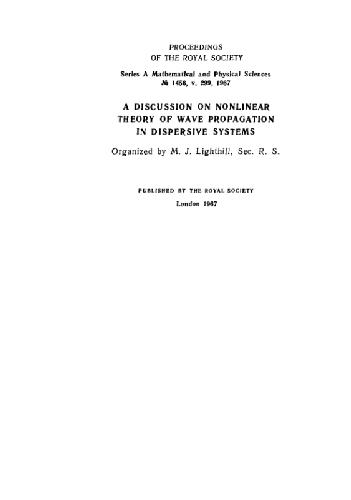 PROCEEDINGS
OF THE ROYAL SOCIETY
Series A Mathematical and Physical Sciences
№ 1456, v. 299, 1967
A DISCUSSION ON NONLINEAR
THEORY OF WAVE PROPAGATION
IN DISPERSIVE SYSTEMS
Organized by M. J. Lighthill, Sec. R. S.
PUBLISHED BY THE ROYAL SOCIETY
London 1967